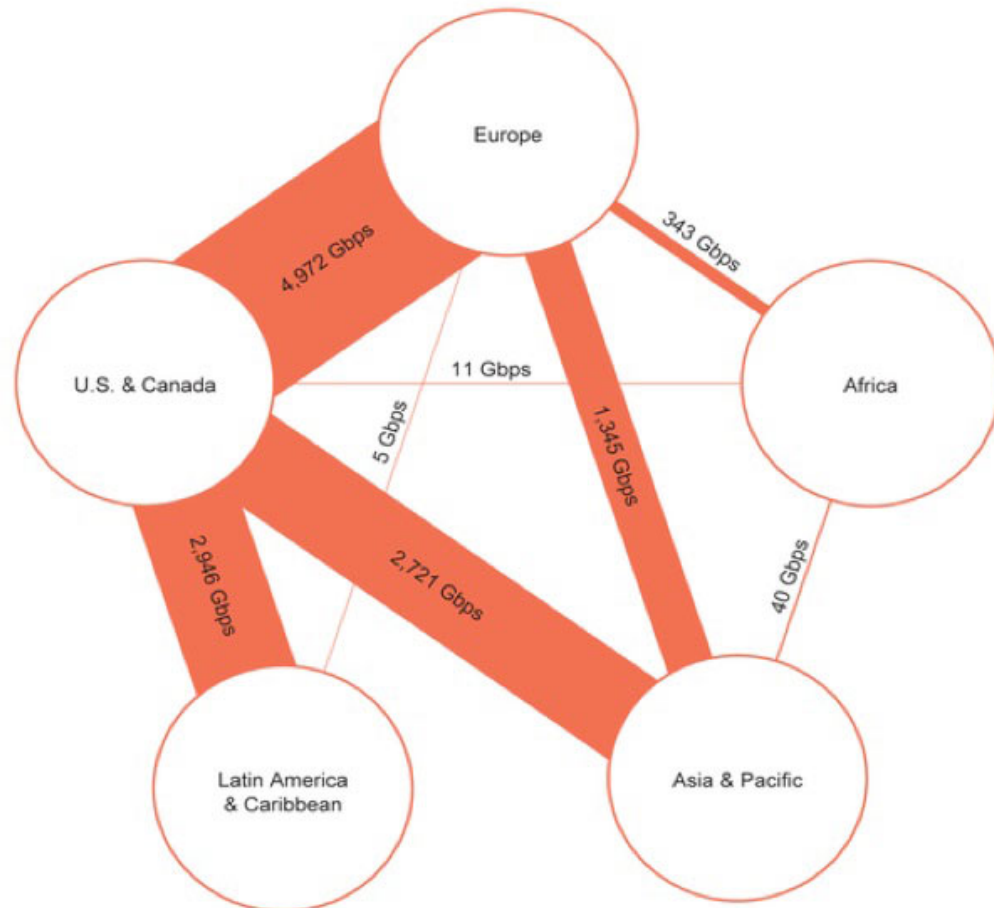 Europe
4,972 Gbps
343 Gbps
U.S. & Canada
11 Gbps
Africa
5 Gbps
1,345 Gbps
2,946 Gbps
2,721 Gbps
40 Gbps
Latin America
& Caribbean
Asia & Pacific